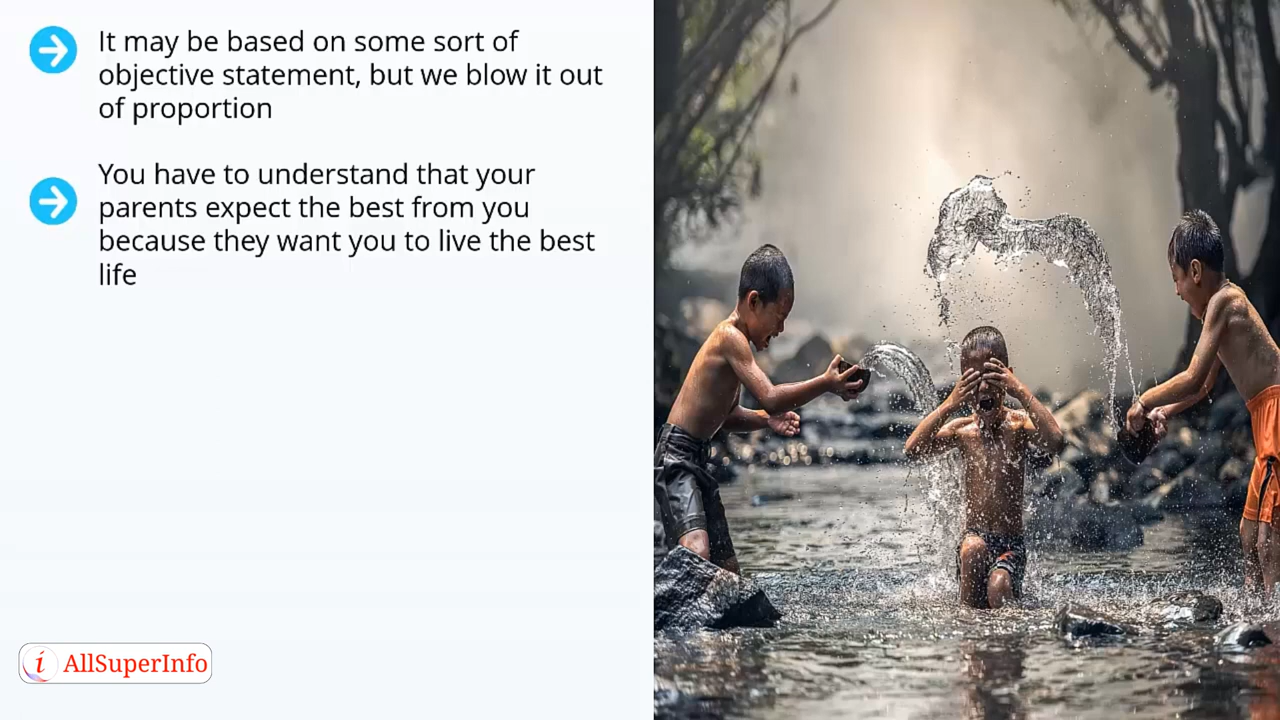 It may be based on some sort of
objective statement, but we blow it out
of proportion
You have to understand that your
parents expect the best from you
because they want you to live the best
life
i AllSuperInfo